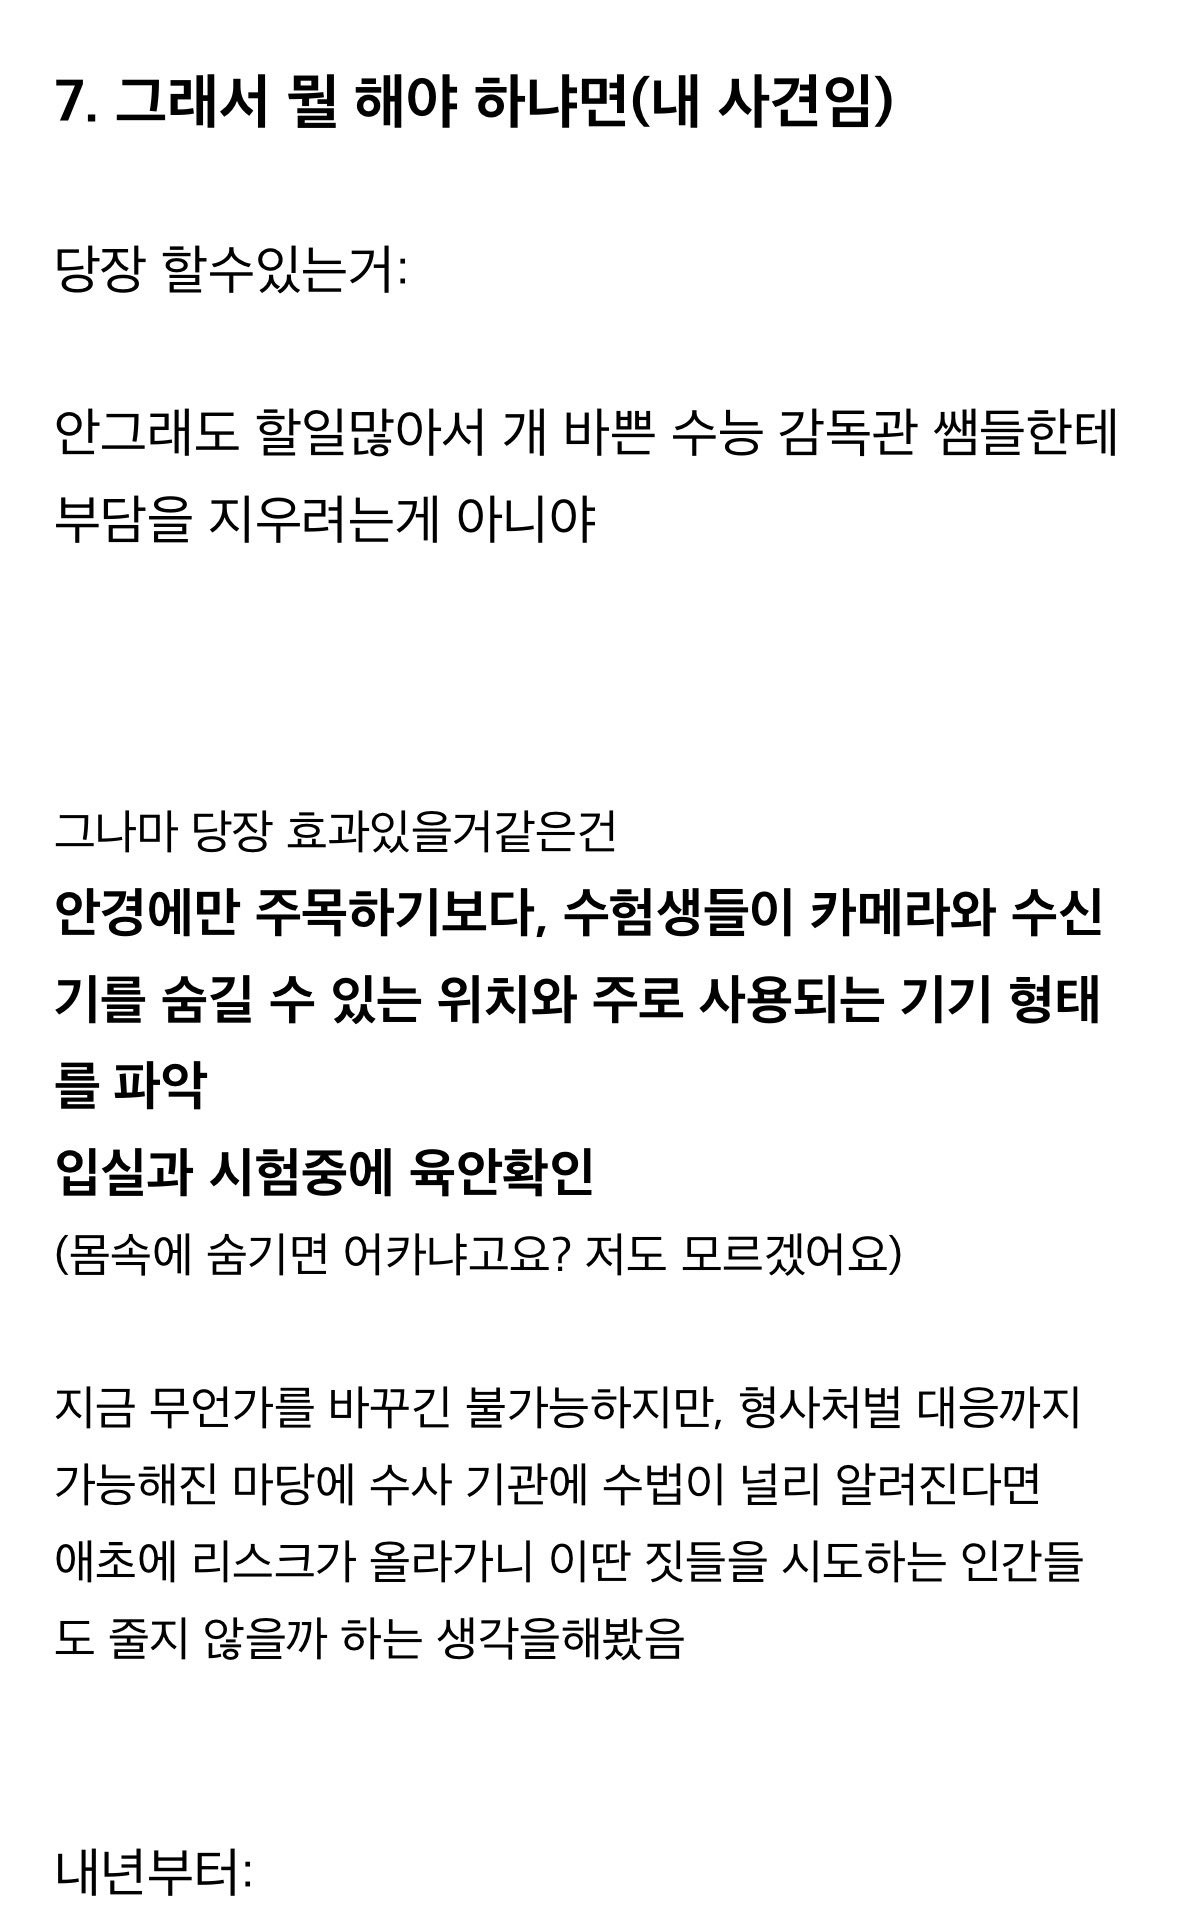 7. 그래서 뭘 해야 하냐면(내 사견임)
당장 할수있는거:
안그래도 할일많아서 개 바쁜 수능 감독관 쌤들한테
부담을 지우려는게 아니야
그나마 당장 효과있을거같은건
안경에만 주목하기보다, 수험생들이 카메라와 수신
기를 숨길 수 있는 위치와 주로 사용되는 기기 형태
를 파악
입실과 시험중에 육안확인
(몸속에 숨기면 어카냐고요? 저도 모르겠어요)
지금 무언가를 바꾸긴 불가능하지만, 형사처벌 대응까지
가능해진 마당에 수사 기관에 수법이 널리 알려진다면
애초에 리스크가 올라가니 이딴 짓들을 시도하는 인간들
도 줄지 않을까 하는 생각을해봤음
내년부터: